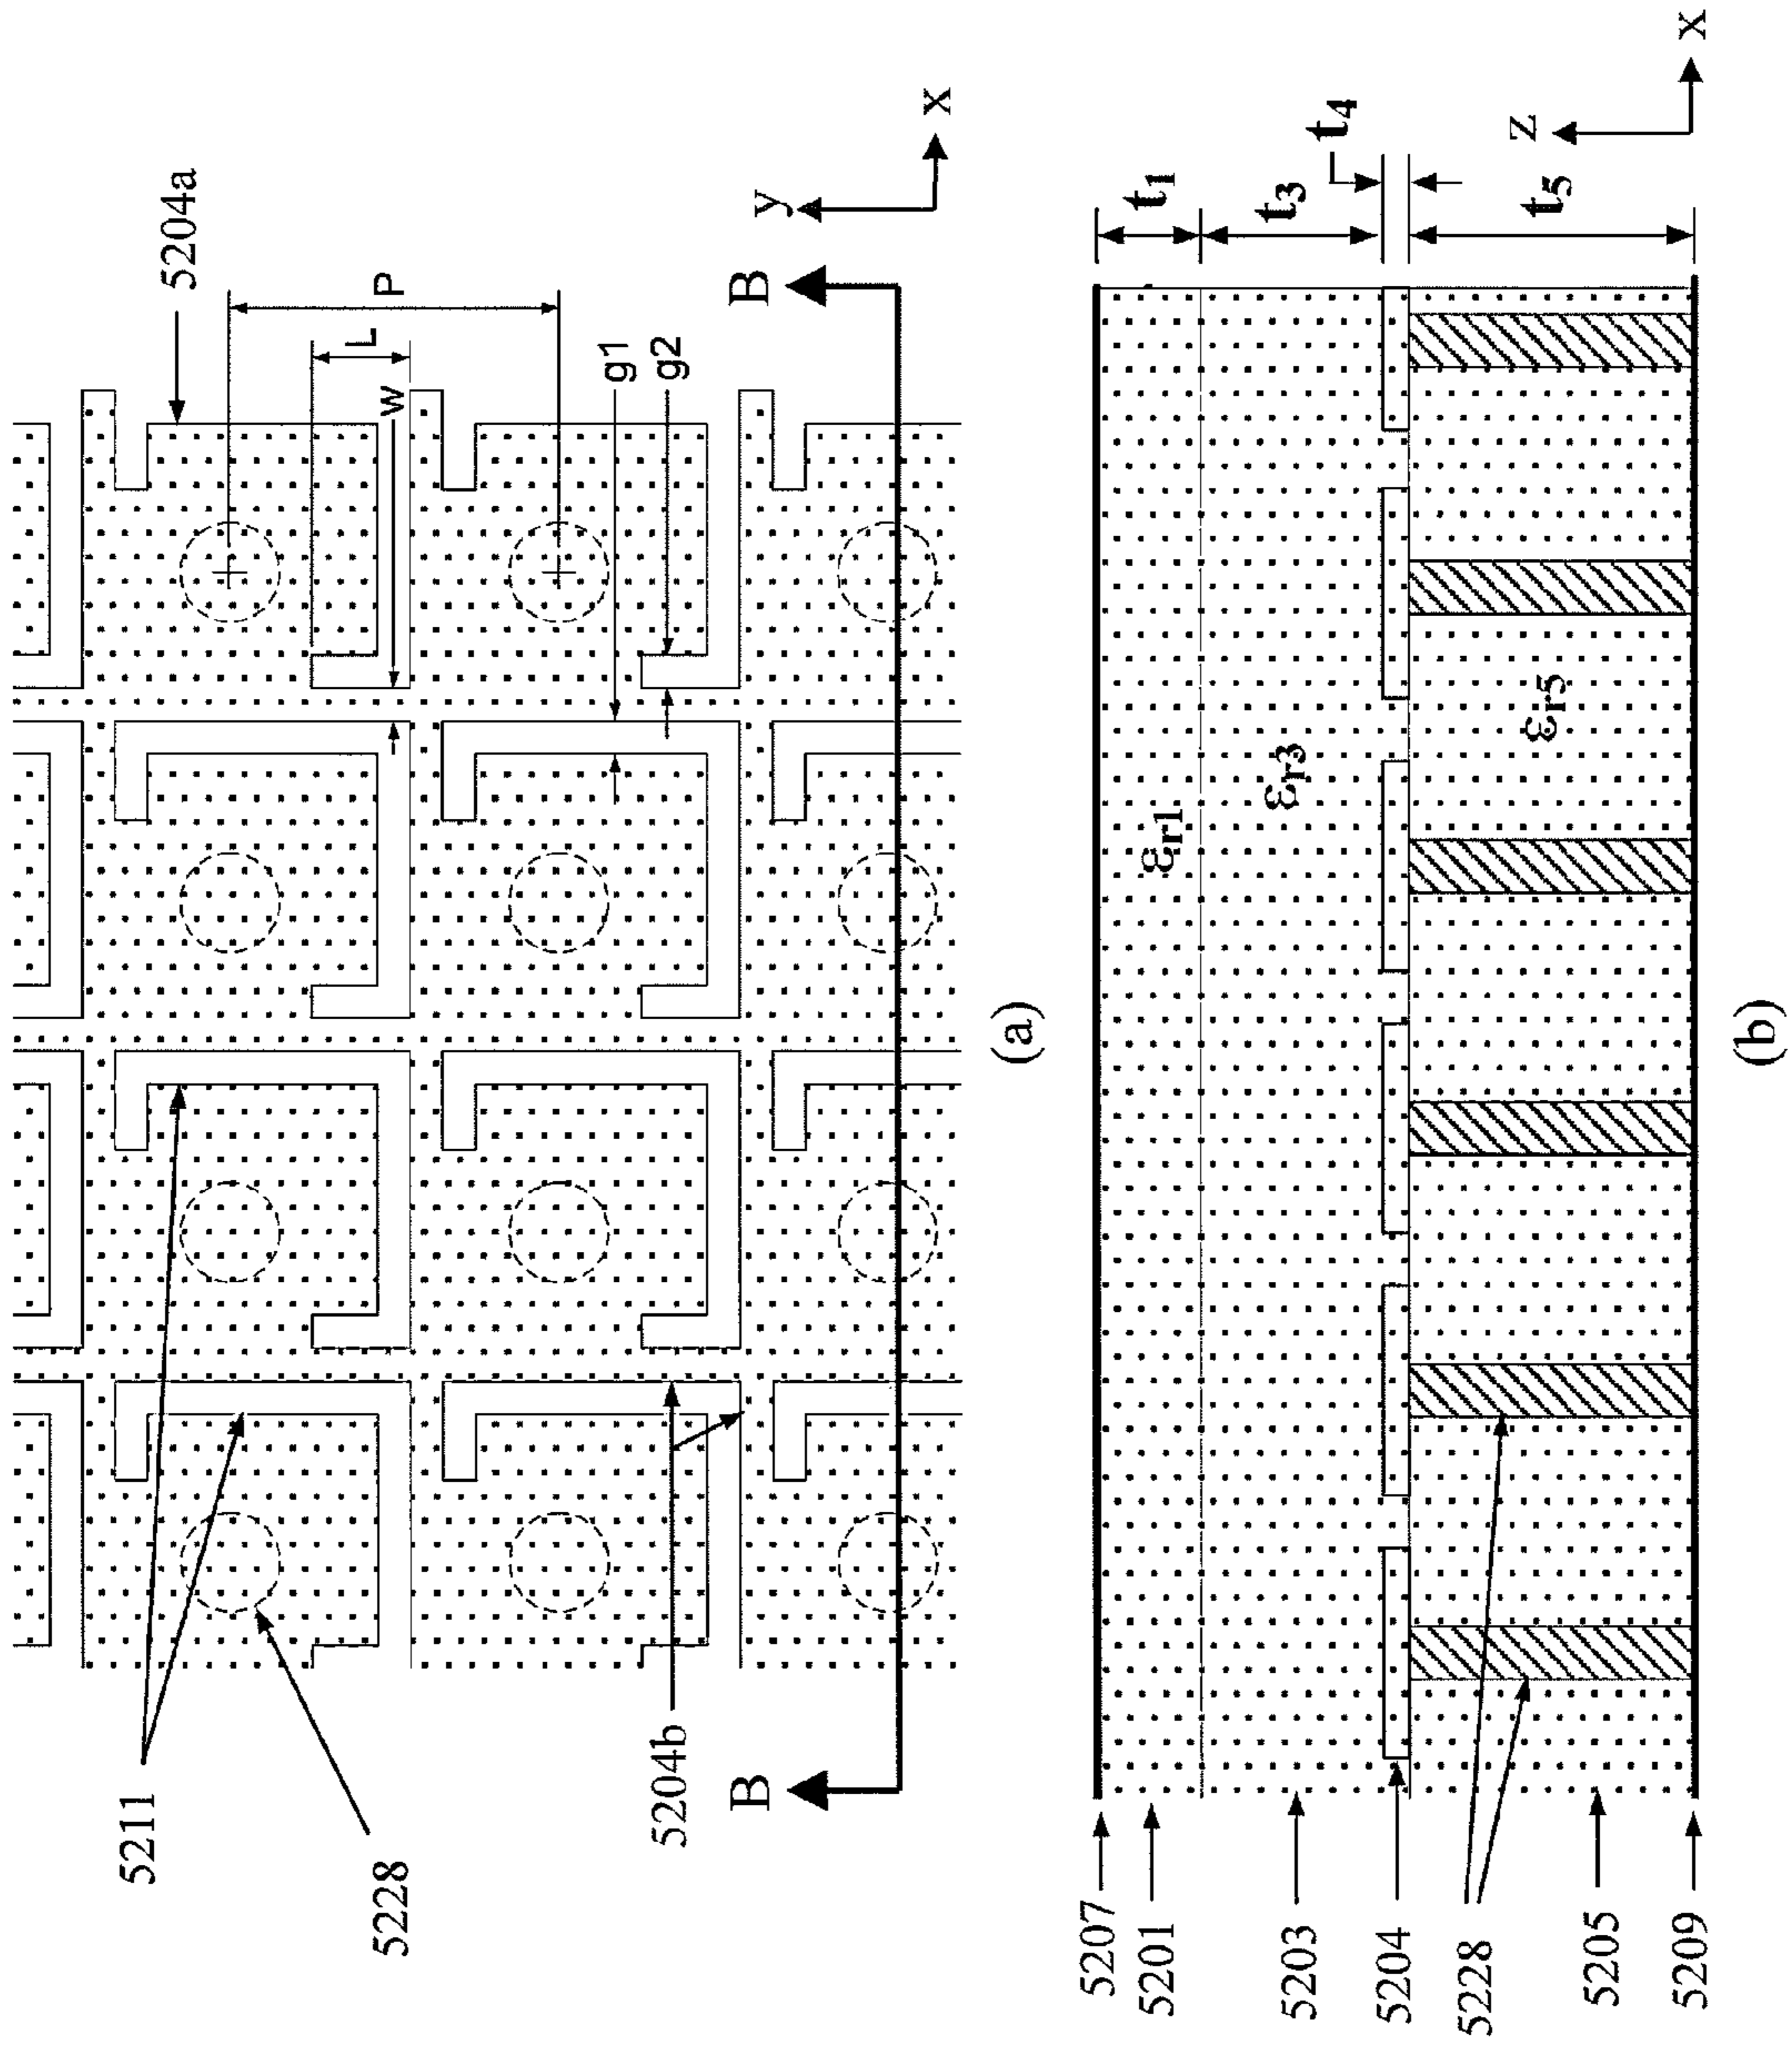 5211
5228
5204b
5204a
P
L
w
g1
g2
y
x
B
B
(a)
5207
5201
5203
5204
5228
5205
5209
εr1
εr3
εr5
t1
t3
t4
t5
z
x
(b)